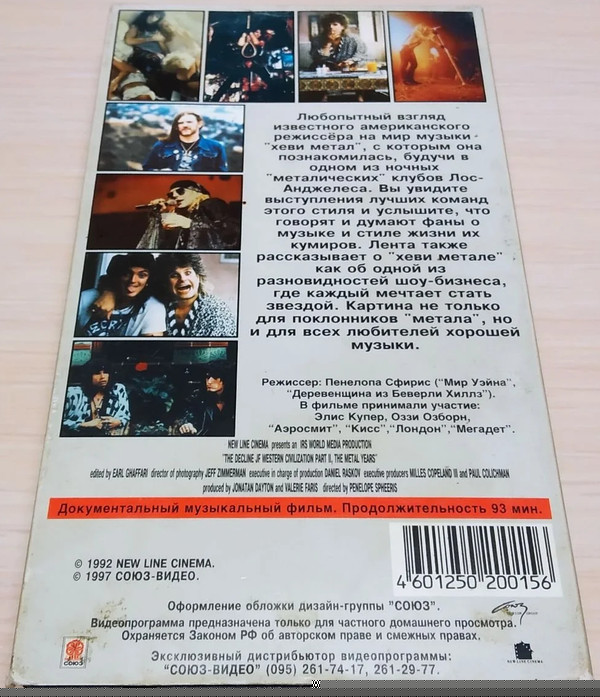 Любопытный взгляд
известного американского
режиссёра на мир музыки
"хеви метал", с которым она
познакомилась, будучи в
одном из ночных
"металических" клубов Лос-
Анджелеса. Вы увидите
выступления лучших команд
этого стиля и услышите, что
говорят и думают фаны о
музыке и стиле жизни их
кумиров. Лента также
рассказывает о "хеви метале"
как об одной из
разновидностей шоу-бизнеса,
где каждый мечтает стать
звездой. Картина не только
для поклонников "метала", но
и для всех любителей хорошей
музыки.
Режиссер: Пенелопа Сфирис ("Мир Уэйна",
"Деревенщина из Беверли Хиллз").
В фильме принимали участие:
Элис Купер, Оззи Озборн,
"Аэросмит", "Кисс","Лондон","Мегадет".
NEW LINE CINEMA presents an IRS WORLD MEDIA PRODUCTION
"THE DECLINE JF WESTERN CIVILIZATION PART II, THE METAL YEARS"
edited by EARL GHAFFARI director of photography JEFF ZIMMERMAN executive in charge of production DANIEL RASKOV executive producers MILLES COPELAND III and PAUL COLICHMAN
produced by JONATAN DAYTON and VALERIE FARIS directed by PENELOPE SPHEERIS
Документальный музыкальный фильм. Продолжительность 93 мин.
© 1992 NEW LINE CINEMA.
© 1997 СОЮЗ-ВИДЕО.
4 601250 200156
Оформление обложки дизайн-группы "СОЮЗ".
Видеопрограмма предназначена только для частного домашнего просмотра.
Охраняется Законом РФ об авторском праве и смежных правах.
Эксклюзивный дистрибьютор видеопрограммы:
"СОЮЗ-ВИДЕО" (095) 261-74-17, 261-29-77.
СОЮЗ
NEW LINE CINEMA